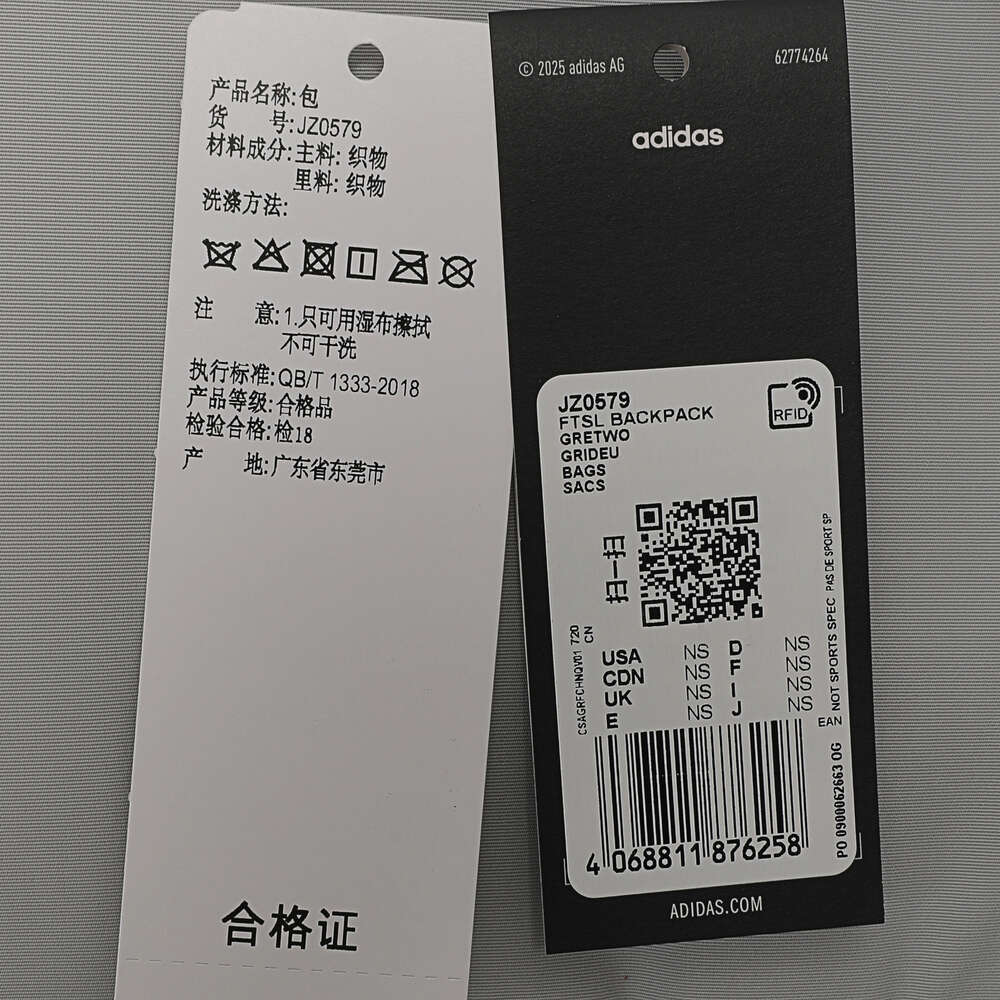 产品名称:包
货 号:JZ0579
材料成分:主料: 织物
里料: 织物
洗涤方法:
注 意:1.只可用湿布擦拭
不可干洗
执行标准:QB/T 1333-2018
产品等级:合格品
检验合格:检18
产 地:广东省东莞市
合格证
© 2025 adidas AG
62774264
adidas
JZ0579
FTSL BACKPACK
GRETWO
GRIDEU
BAGS
SACS
RFID
扫一扫
CSAGRFCHNQV01 720
CN
USA NS D NS
CDN NS F NS
UK NS I NS
E NS J NS
EAN NOT SPORTS SPEC PAS DE SPORT SP
PO 0900062663 OG
4 068811 876258
ADIDAS.COM